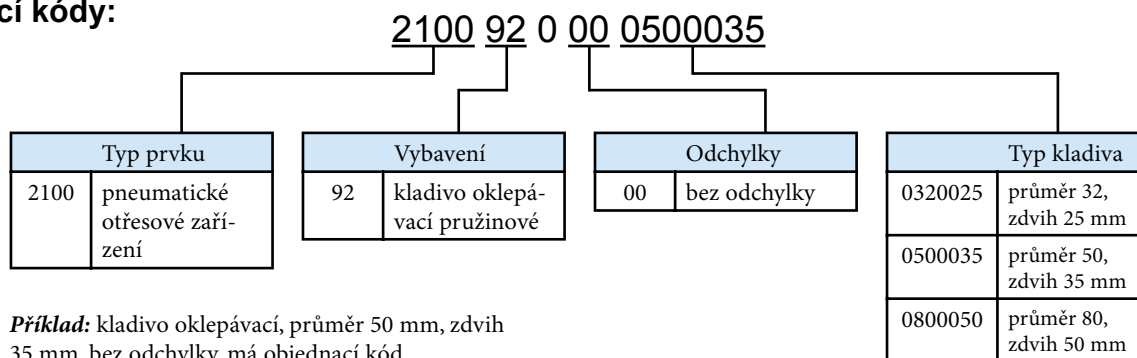 cí kódy:
2100 92 0 00 0500035
Typ prvku
2100 pneumatické
otřesové zaří-
zení
Vybavení
92 kladivo oklepá-
vací pružinové
Odchylky
00 bez odchylky
Typ kladiva
0320025 průměr 32,
zdvih 25 mm
0500035 průměr 50,
zdvih 35 mm
0800050 průměr 80,
zdvih 50 mm
Příklad: kladivo oklepávací, průměr 50 mm, zdvih
35 mm, bez odchylky, má objednací kód